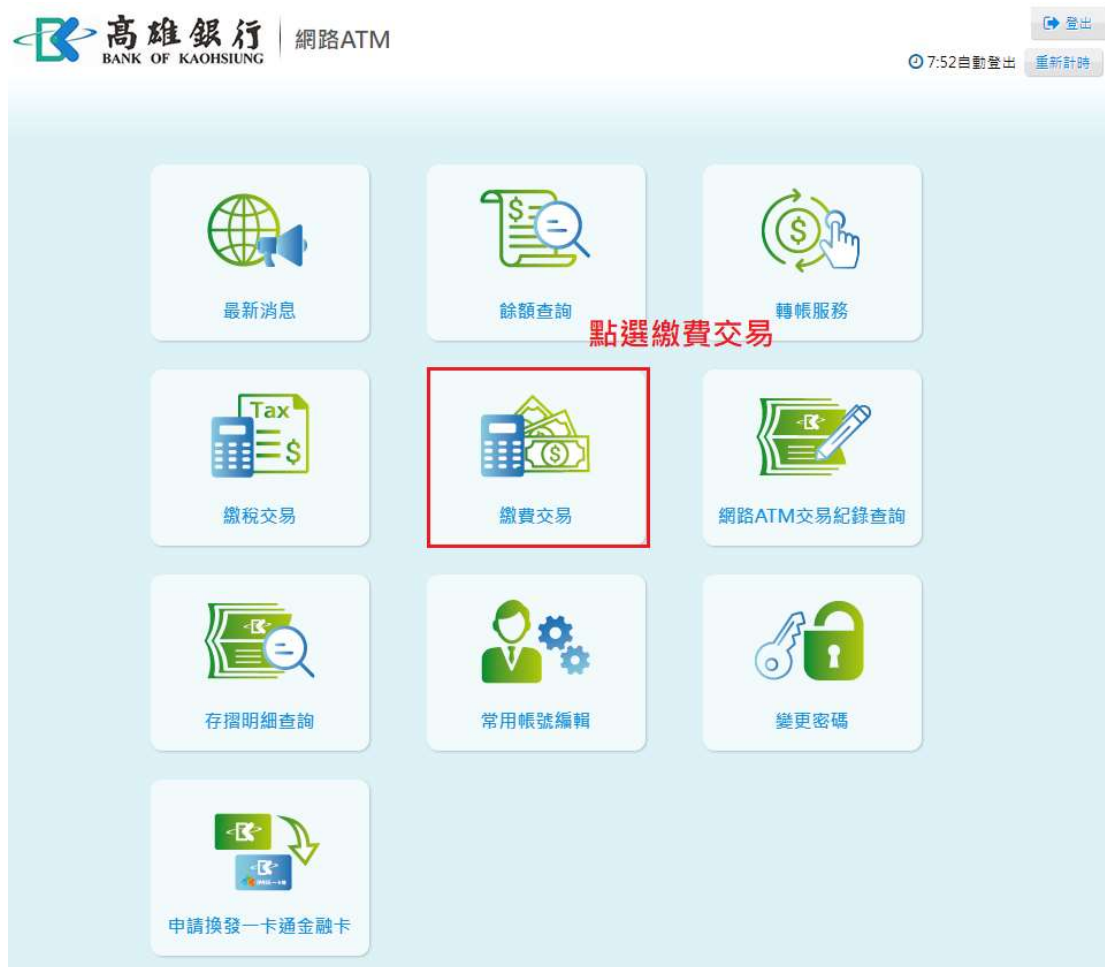 高雄銀行 網路ATM
BANK OF KAOHSIUNG
登出
7:52自動登出 重新計時
最新消息
餘額查詢
轉帳服務
點選繳費交易
Tax
繳稅交易
繳費交易
網路ATM交易紀錄查詢
存摺明細查詢
常用帳號編輯
變更密碼
申請換發一卡通金融卡